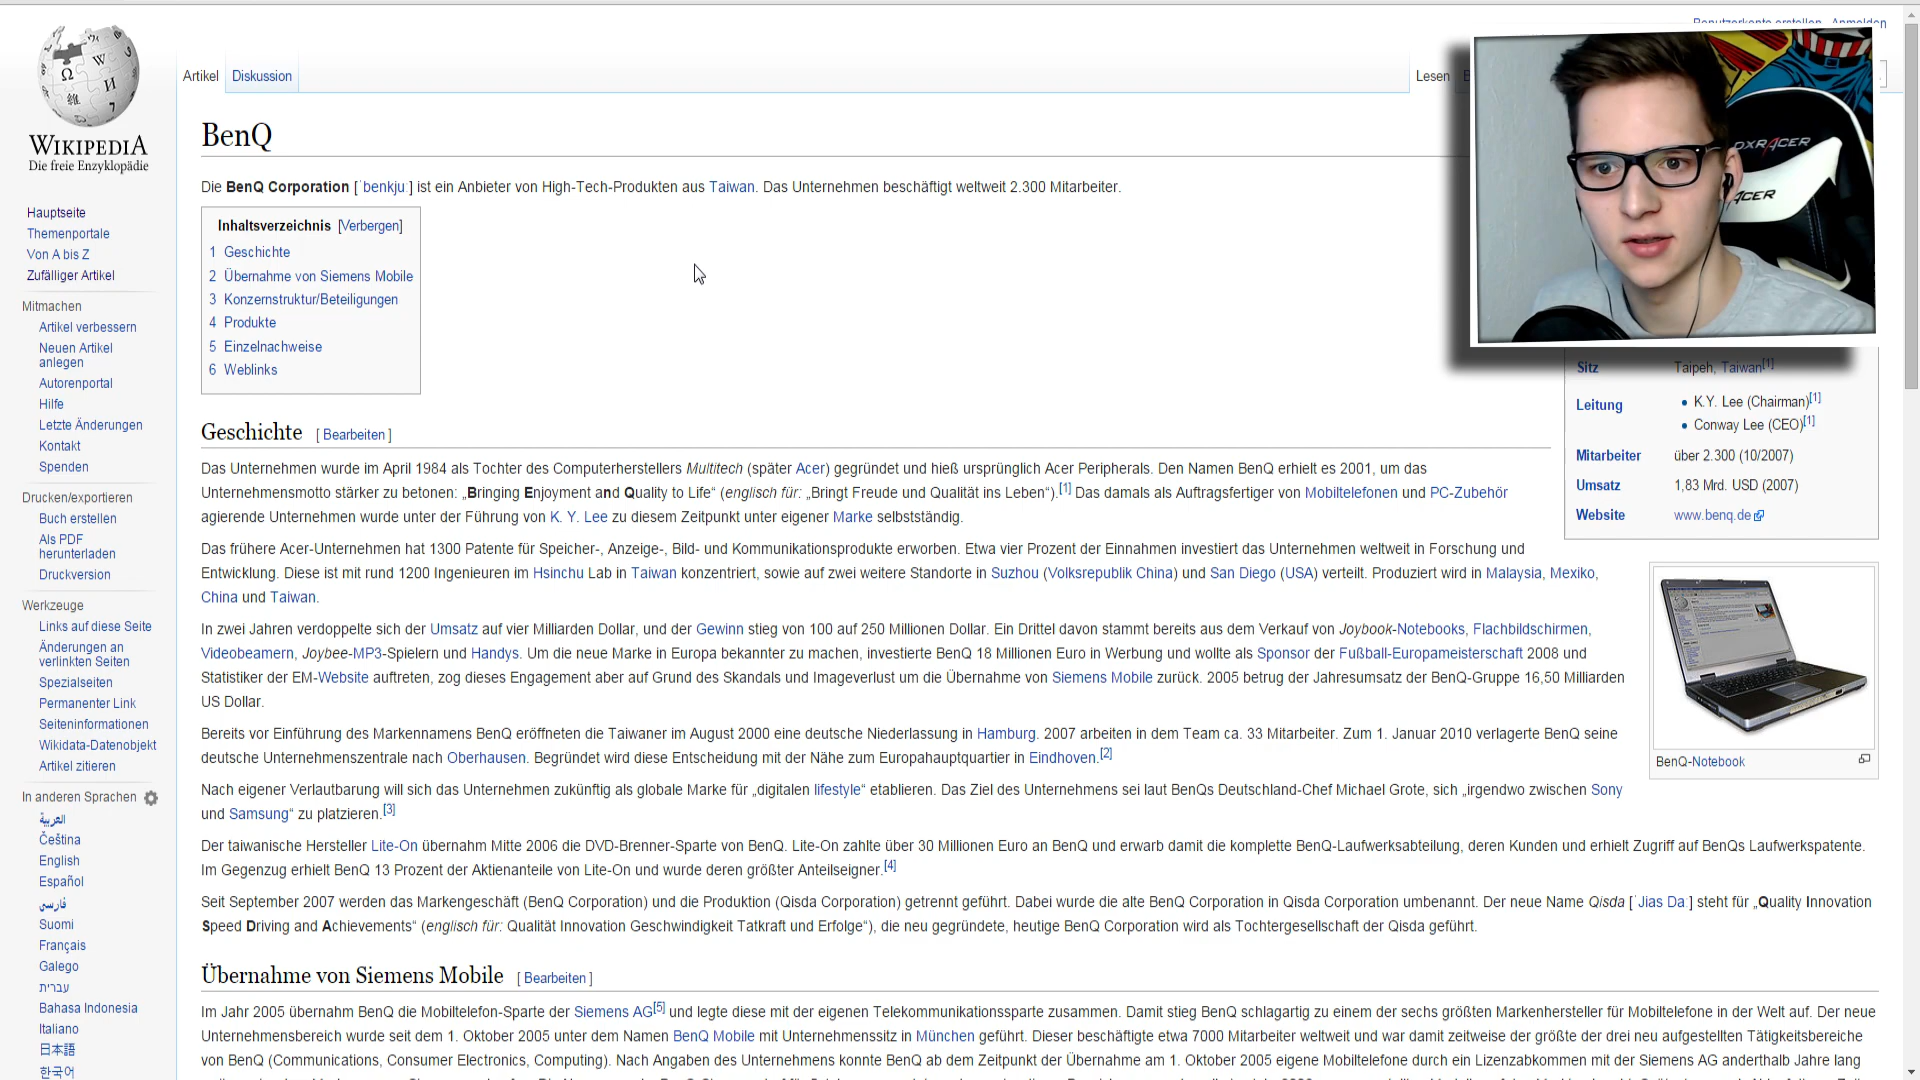 Benutzerkonto erstellen Anmelden
WIKIPEDIA
Die freie Enzyklopädie
Artikel Diskussion
Lesen
DXRACER
ACER
BenQ
Die BenQ Corporation [ˈbenkjuː] ist ein Anbieter von High-Tech-Produkten aus Taiwan. Das Unternehmen beschäftigt weltweit 2.300 Mitarbeiter.
Hauptseite
Themenportale
Von A bis Z
Zufälliger Artikel
Mitmachen
Artikel verbessern
Neuen Artikel
anlegen
Autorenportal
Hilfe
Letzte Änderungen
Kontakt
Spenden
Drucken/exportieren
Buch erstellen
Als PDF
herunterladen
Druckversion
Werkzeuge
Links auf diese Seite
Änderungen an
verlinkten Seiten
Spezialseiten
Permanenter Link
Seiteninformationen
Wikidata-Datenobjekt
Artikel zitieren
In anderen Sprachen
العربية
Čeština
English
Español
فارسی
Suomi
Français
Galego
עברית
Bahasa Indonesia
Italiano
日本語
한국어
Inhaltsverzeichnis [Verbergen]
1 Geschichte
2 Übernahme von Siemens Mobile
3 Konzernstruktur/Beteiligungen
4 Produkte
5 Einzelnachweise
6 Weblinks
Sitz Taipeh, Taiwan[1]
Leitung
K.Y. Lee (Chairman)[1]
Conway Lee (CEO)[1]
Mitarbeiter über 2.300 (10/2007)
Umsatz 1,83 Mrd. USD (2007)
Website www.benq.de
BenQ-Notebook
Geschichte [ Bearbeiten ]
Das Unternehmen wurde im April 1984 als Tochter des Computerherstellers Multitech (später Acer) gegründet und hieß ursprünglich Acer Peripherals. Den Namen BenQ erhielt es 2001, um das
Unternehmensmotto stärker zu betonen: „Bringing Enjoyment and Quality to Life“ (englisch für: „Bringt Freude und Qualität ins Leben“).[1] Das damals als Auftragsfertiger von Mobiltelefonen und PC-Zubehör
agierende Unternehmen wurde unter der Führung von K. Y. Lee zu diesem Zeitpunkt unter eigener Marke selbstständig.
Das frühere Acer-Unternehmen hat 1300 Patente für Speicher-, Anzeige-, Bild- und Kommunikationsprodukte erworben. Etwa vier Prozent der Einnahmen investiert das Unternehmen weltweit in Forschung und
Entwicklung. Diese ist mit rund 1200 Ingenieuren im Hsinchu Lab in Taiwan konzentriert, sowie auf zwei weitere Standorte in Suzhou (Volksrepublik China) und San Diego (USA) verteilt. Produziert wird in Malaysia, Mexiko,
China und Taiwan.
In zwei Jahren verdoppelte sich der Umsatz auf vier Milliarden Dollar, und der Gewinn stieg von 100 auf 250 Millionen Dollar. Ein Drittel davon stammt bereits aus dem Verkauf von Joybook-Notebooks, Flachbildschirmen,
Videobeamern, Joybee-MP3-Spielern und Handys. Um die neue Marke in Europa bekannter zu machen, investierte BenQ 18 Millionen Euro in Werbung und wollte als Sponsor der Fußball-Europameisterschaft 2008 und
Statistiker der EM-Website auftreten, zog dieses Engagement aber auf Grund des Skandals und Imageverlust um die Übernahme von Siemens Mobile zurück. 2005 betrug der Jahresumsatz der BenQ-Gruppe 16,50 Milliarden
US Dollar.
Bereits vor Einführung des Markennamens BenQ eröffneten die Taiwaner im August 2000 eine deutsche Niederlassung in Hamburg. 2007 arbeiten in dem Team ca. 33 Mitarbeiter. Zum 1. Januar 2010 verlagerte BenQ seine
deutsche Unternehmenszentrale nach Oberhausen. Begründet wird diese Entscheidung mit der Nähe zum Europahauptquartier in Eindhoven.[2]
Nach eigener Verlautbarung will sich das Unternehmen zukünftig als globale Marke für „digitalen lifestyle“ etablieren. Das Ziel des Unternehmens sei laut BenQs Deutschland-Chef Michael Grote, sich „irgendwo zwischen Sony
und Samsung“ zu platzieren.[3]
Der taiwanische Hersteller Lite-On übernahm Mitte 2006 die DVD-Brenner-Sparte von BenQ. Lite-On zahlte über 30 Millionen Euro an BenQ und erwarb damit die komplette BenQ-Laufwerksabteilung, deren Kunden und erhielt Zugriff auf BenQs Laufwerkspatente.
Im Gegenzug erhielt BenQ 13 Prozent der Aktienanteile von Lite-On und wurde deren größter Anteilseigner.[4]
Seit September 2007 werden das Markengeschäft (BenQ Corporation) und die Produktion (Qisda Corporation) getrennt geführt. Dabei wurde die alte BenQ Corporation in Qisda Corporation umbenannt. Der neue Name Qisda [ˈJias Da ] steht für „Quality Innovation
Speed Driving and Achievements“ (englisch für: Qualität Innovation Geschwindigkeit Tatkraft und Erfolge“), die neu gegründete, heutige BenQ Corporation wird als Tochtergesellschaft der Qisda geführt.
Übernahme von Siemens Mobile [ Bearbeiten ]
Im Jahr 2005 übernahm BenQ die Mobiltelefon-Sparte der Siemens AG[5] und legte diese mit der eigenen Telekommunikationssparte zusammen. Damit stieg BenQ schlagartig zu einem der sechs größten Markenhersteller für Mobiltelefone in der Welt auf. Der neue
Unternehmensbereich wurde seit dem 1. Oktober 2005 unter dem Namen BenQ Mobile mit Unternehmenssitz in München geführt. Dieser beschäftigte etwa 7000 Mitarbeiter weltweit und war damit zeitweise der größte der drei neu aufgestellten Tätigkeitsbereiche
von BenQ (Communications, Consumer Electronics, Computing). Nach Angaben des Unternehmens konnte BenQ ab dem Zeitpunkt der Übernahme am 1. Oktober 2005 eigene Mobiltelefone durch ein Lizenzabkommen mit der Siemens AG anderthalb Jahre lang